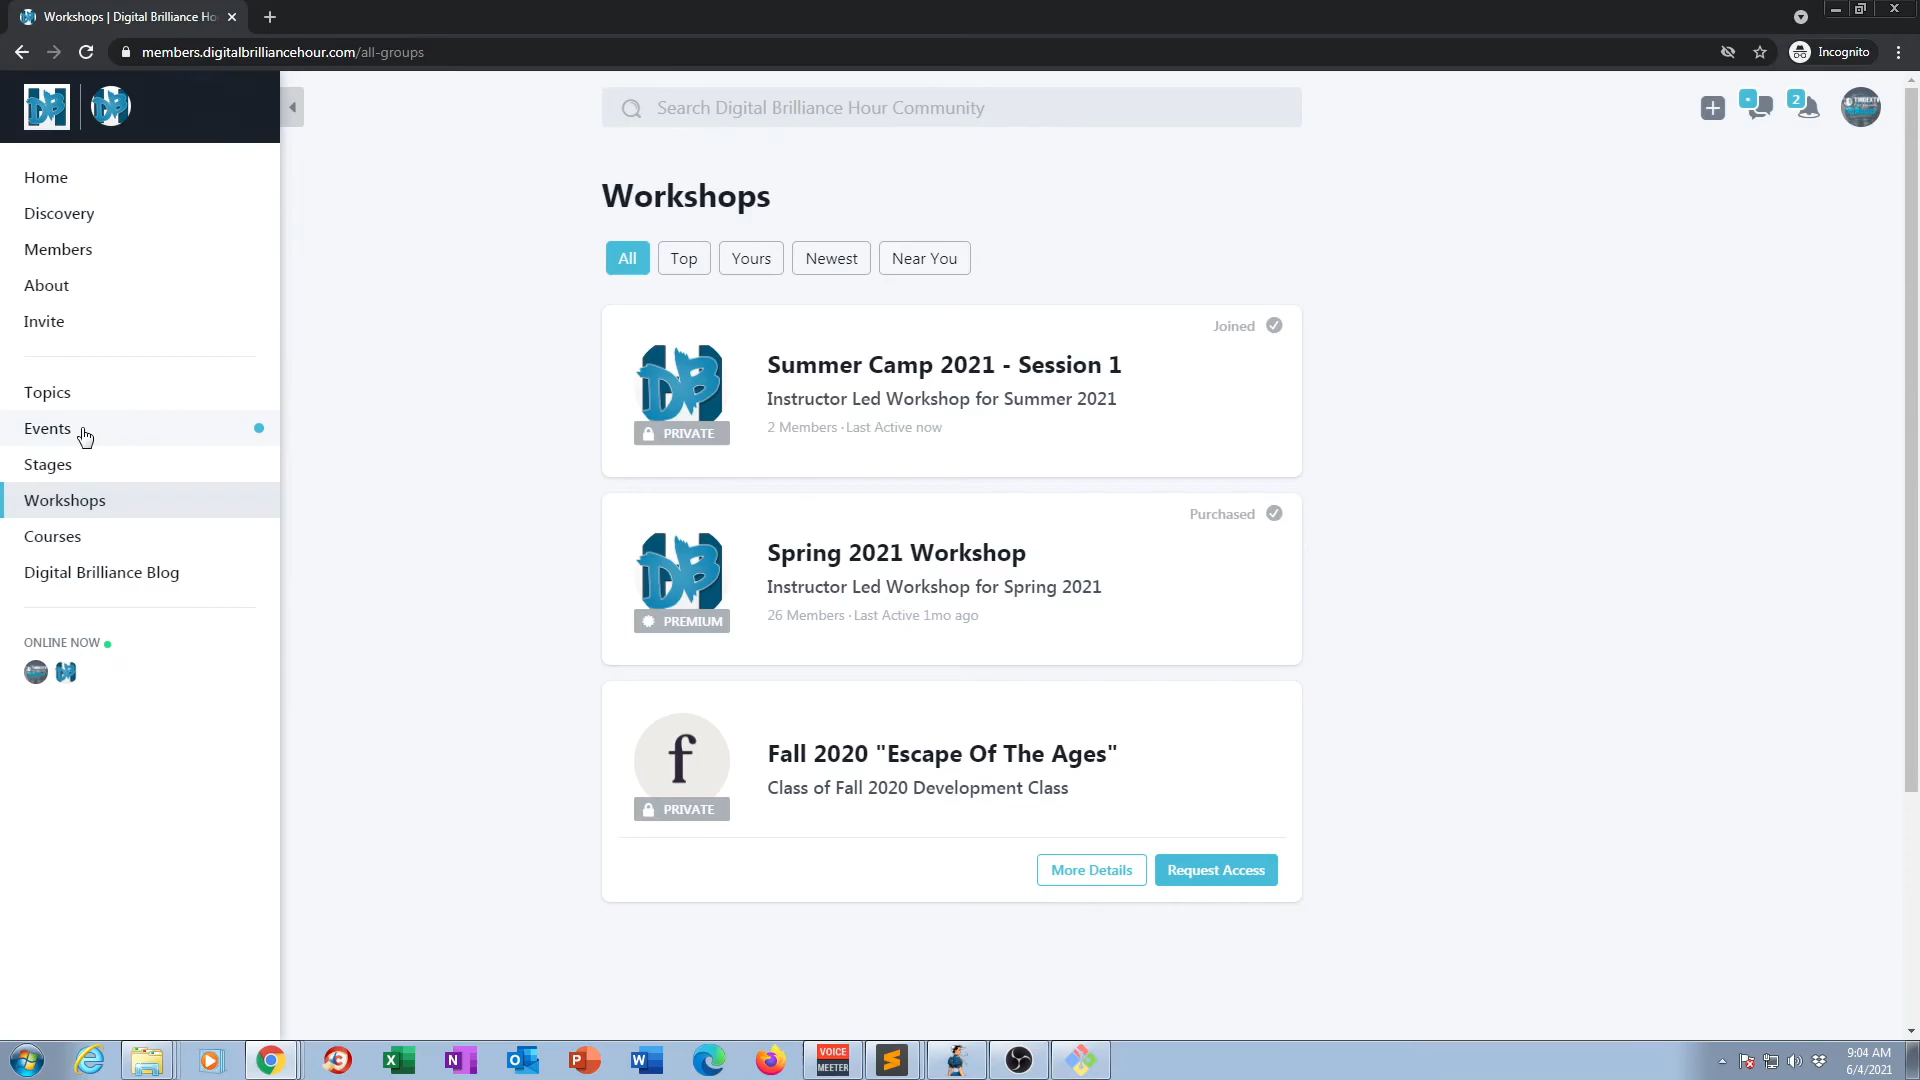 Workshops | Digital Brilliance Ho
members.digitalbrilliancehour.com/all-groups
Incognito
DB
Search Digital Brilliance Hour Community
2
Home
Discovery
Members
About
Invite
Topics
Events
Stages
Workshops
Courses
Digital Brilliance Blog
ONLINE NOW
Workshops
All
Top
Yours
Newest
Near You
Joined
Summer Camp 2021 - Session 1
Instructor Led Workshop for Summer 2021
2 Members · Last Active now
DB
PRIVATE
Purchased
Spring 2021 Workshop
Instructor Led Workshop for Spring 2021
26 Members · Last Active 1mo ago
DB
PREMIUM
f
Fall 2020 "Escape Of The Ages"
Class of Fall 2020 Development Class
PRIVATE
More Details
Request Access
VOICE
MEETER
9:04 AM
6/4/2021